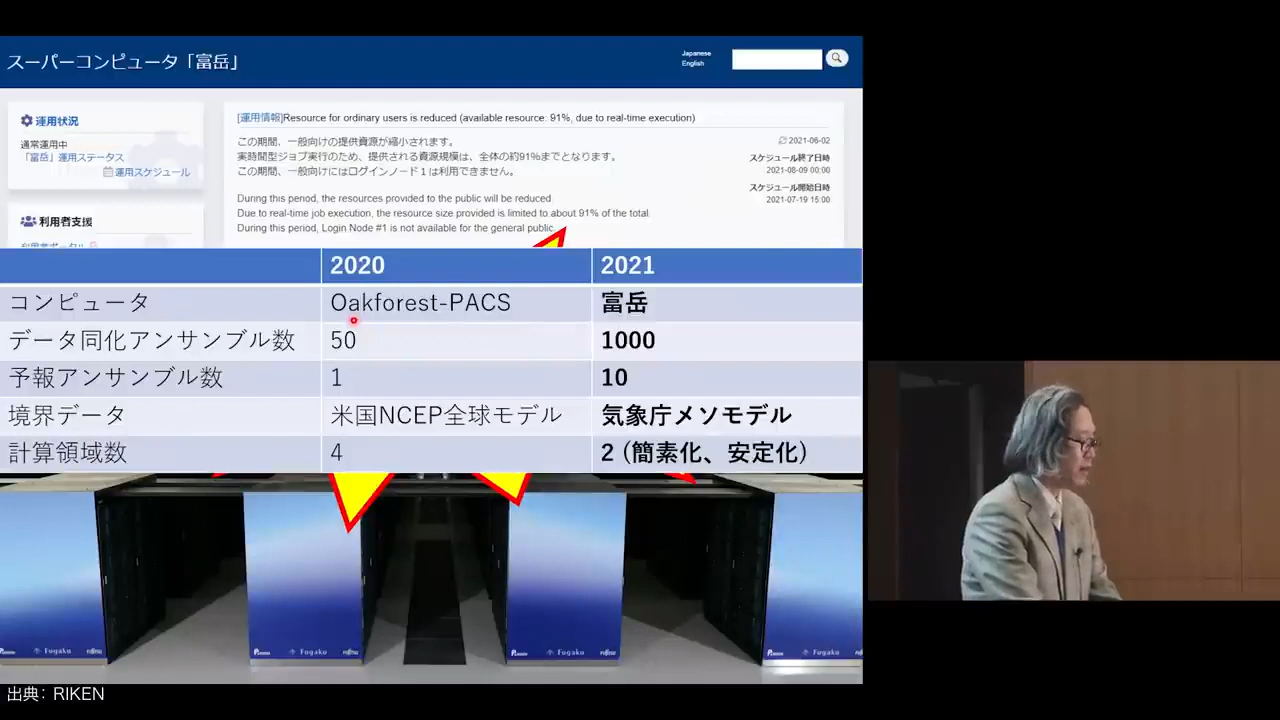 スーパーコンピュータ「富岳」
Japanese
English
運用状況
通常運用中
「富岳」運用ステータス
運用スケジュール
利用者支援
[運用情報]Resource for ordinary users is reduced (available resource: 91%, due to real-time execution)
この期間、一般向けの提供資源が縮小されます。
実時間型ジョブ実行のため、提供される資源規模は、全体の約91%までとなります。
この期間、一般向けにはログインノード1は利用できません。
During this period, the resources provided to the public will be reduced.
Due to real-time job execution, the resource size provided is limited to about 91% of the total.
During this period, Login Node #1 is not available for the general public.
2021-06-02
スケジュール終了日時
2021-08-09 00:00
スケジュール開始日時
2021-07-19 15:00
2020 2021
コンピュータ Oakforest-PACS 富岳
データ同化アンサンブル数 50 1000
予報アンサンブル数 1 10
境界データ 米国NCEP全球モデル 気象庁メソモデル
計算領域数 4 2 (簡素化、安定化)
Fugaku FUJITSU
Fugaku FUJITSU
Fugaku FUJITSU
Fugaku
出典: RIKEN